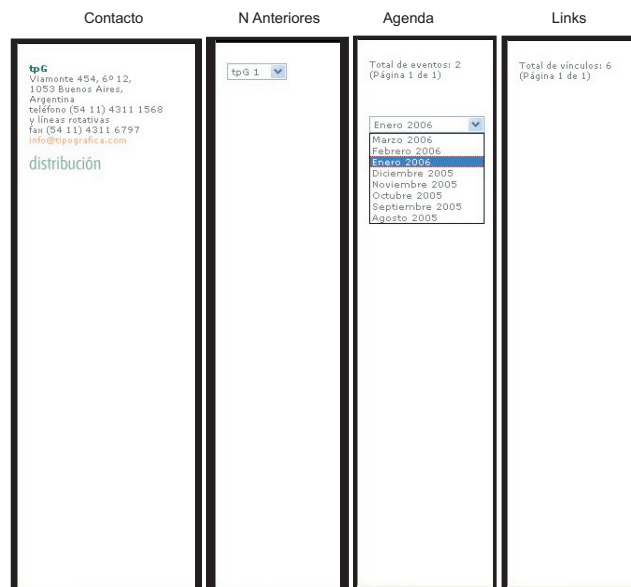 Contacto
tpG
Viamonte 454, 6º 12,
1053 Buenos Aires,
Argentina
teléfono (54 11) 4311 1568
y líneas rotativas
fax (54 11) 4311 6797
info@tipografica.com
distribución
N Anteriores
tpG 1
Agenda
Total de eventos: 2
(Página 1 de 1)
Enero 2006
Marzo 2006
Febrero 2006
Enero 2006
Diciembre 2005
Noviembre 2005
Octubre 2005
Septiembre 2005
Agosto 2005
Links
Total de vínculos: 6
(Página 1 de 1)